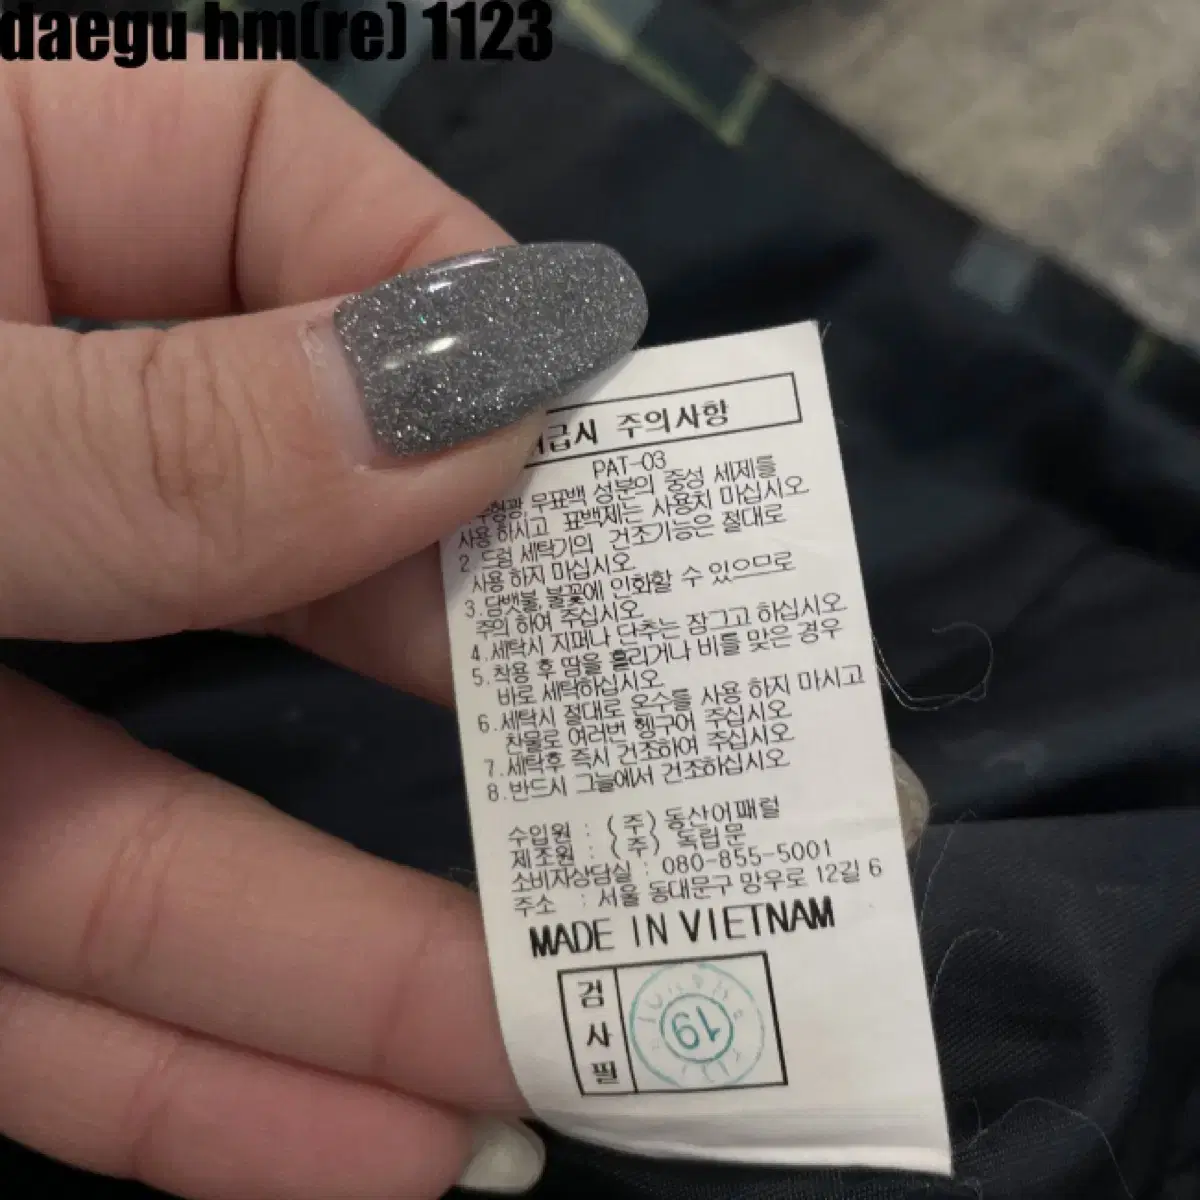 daegu hm(re) 1123
급시 주의사항
PAT-03
무형광, 무표백 성분의 중성 세제를
사용 하시고 표백제는 사용치 마십시오
2. 드럼 세탁기의 건조기능은 절대로
사용 하지 마십시오
3. 담뱃불, 불꽃에 인화할 수 있으므로
주의 하여 주십시오
4. 세탁시 지퍼나 단추는 잠그고 하십시오
5. 착용 후 땀을 흘리거나 비를 맞은 경우
바로 세탁하십시오
6. 세탁시 절대로 온수를 사용 하지 마시고
찬물로 여러번 헹구어 주십시오
7. 세탁후 즉시 건조하여 주십시오
8. 반드시 그늘에서 건조하십시오
수입원 : (주) 동산어패럴
제조원 : (주) 독립문
소비자상담실 : 080-855-5001
주소 : 서울 동대문구 망우로 12길 6
MADE IN VIETNAM
검사필
19